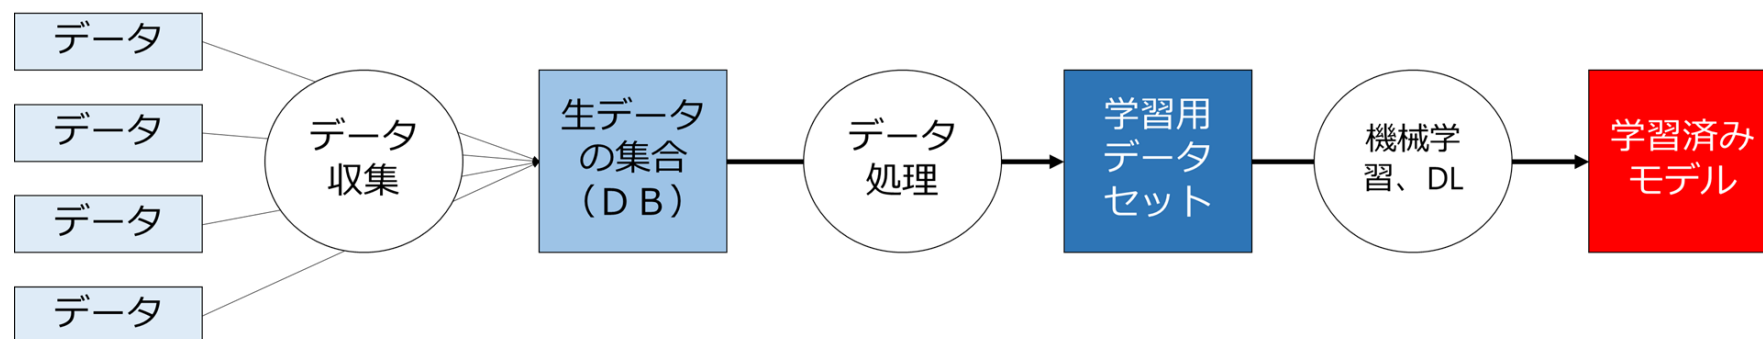 データ
データ
データ
データ
データ
収集
生データ
の集合
（ＤＢ）
データ
処理
学習用
データ
セット
機械学
習、DL
学習済み
モデル